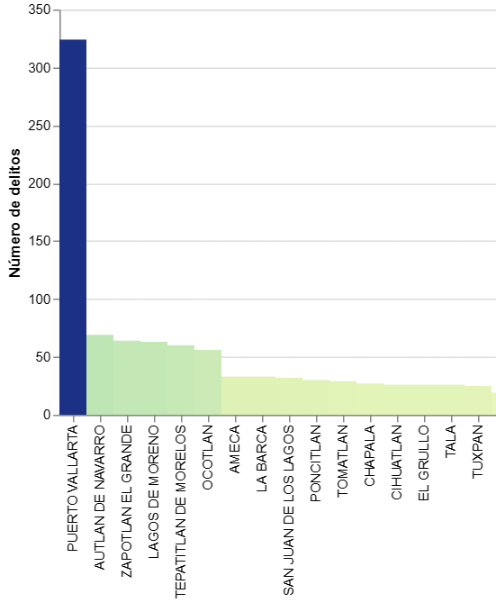 350
300
250
200
150
100
50
0
Número de delitos
PUERTO VALLARTA
AUTLAN DE NAVARRO
ZAPOTLAN EL GRANDE
LAGOS DE MORENO
TEPATITLAN DE MORELOS
OCOTLAN
AMECA
LA BARCA
SAN JUAN DE LOS LAGOS
PONCITLAN
TOMATLAN
CHAPALA
CIHUATLAN
EL GRULLO
TALA
TUXPAN